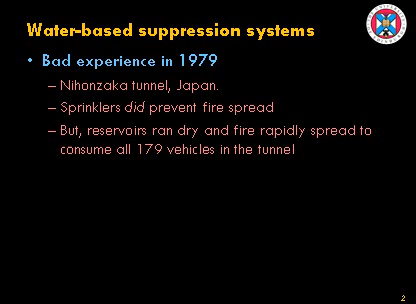 Water-based suppression systems
• Bad experience in 1979
– Nihonzaka tunnel, Japan.
– Sprinklers did prevent fire spread
– But, reservoirs ran dry and fire rapidly spread to
consume all 179 vehicles in the tunnel
2